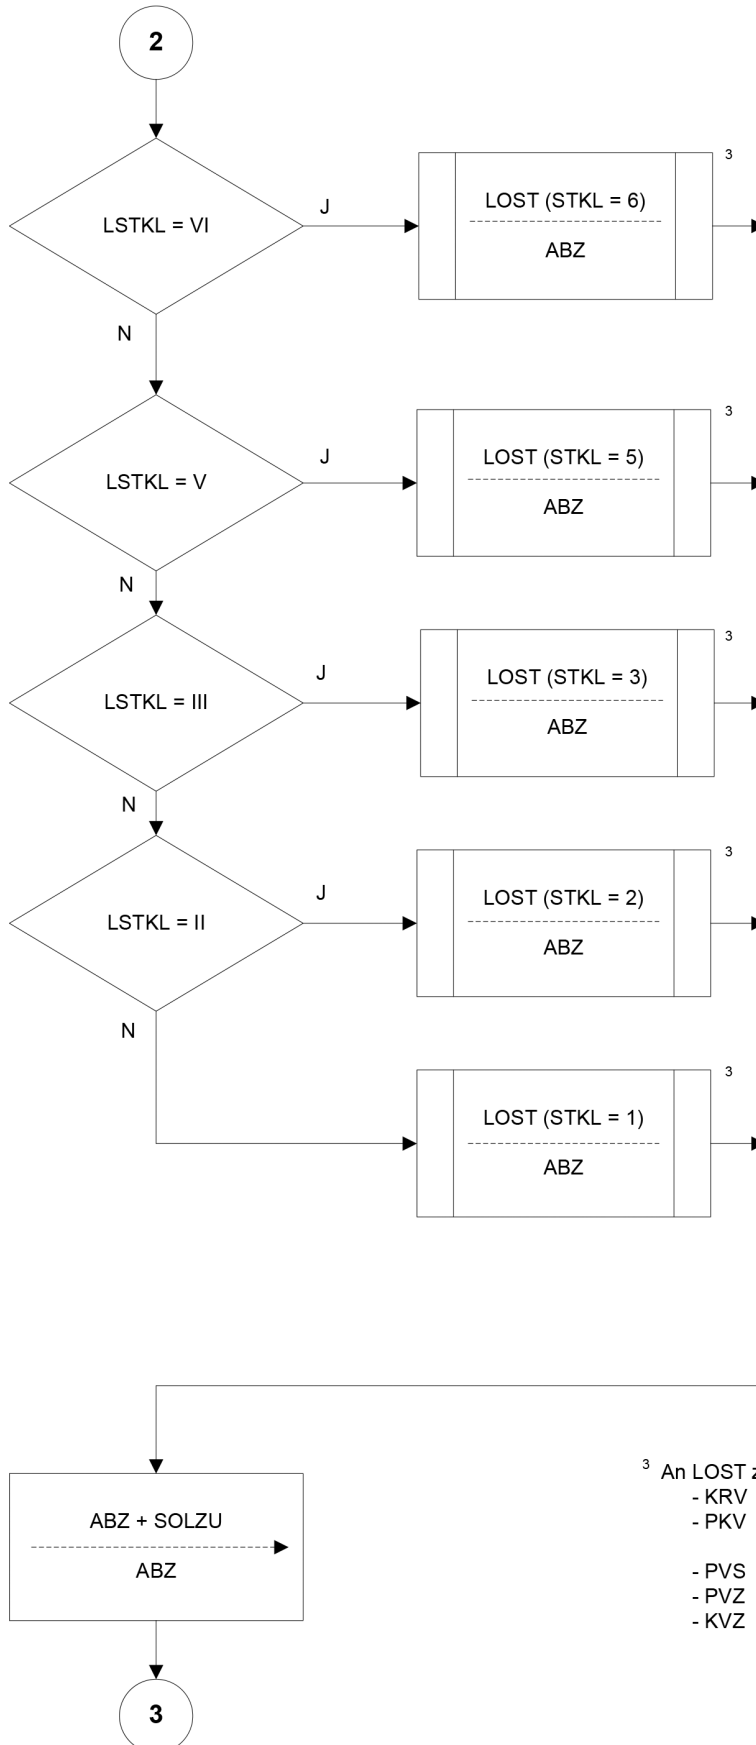 2
LSTKL = VI
J
LOST (STKL = 6)
ABZ
3
N
LSTKL = V
J
LOST (STKL = 5)
ABZ
3
N
LSTKL = III
J
LOST (STKL = 3)
ABZ
3
N
LSTKL = II
J
LOST (STKL = 2)
ABZ
3
N
LOST (STKL = 1)
ABZ
3
ABZ + SOLZU
ABZ
3 An LOST
- KRV
- PKV
- PVS
- PVZ
- KVZ
3